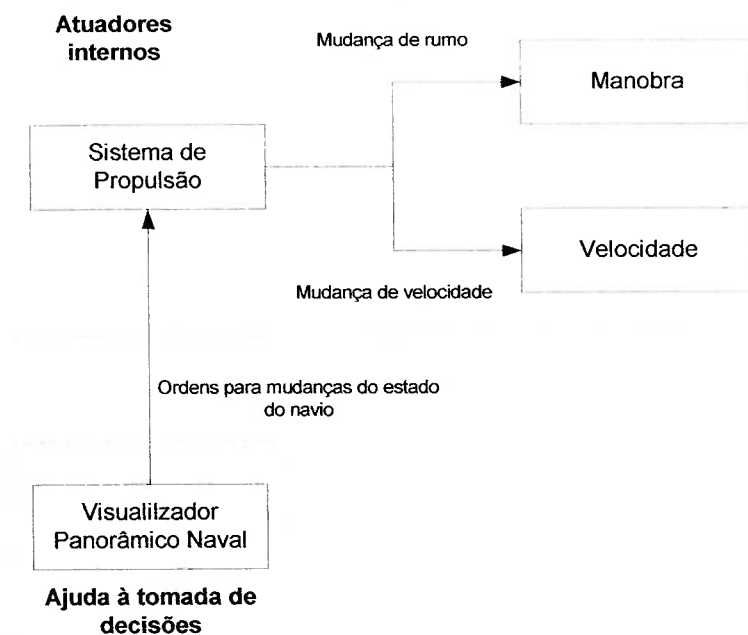 Atuadores
internos
Mudança de rumo
Manobra
Sistema de
Propulsão
Velocidade
Mudança de velocidade
Ordens para mudanças do estado
do navio
Visualilzador
Panorâmico Naval
Ajuda à tomada de
decisões